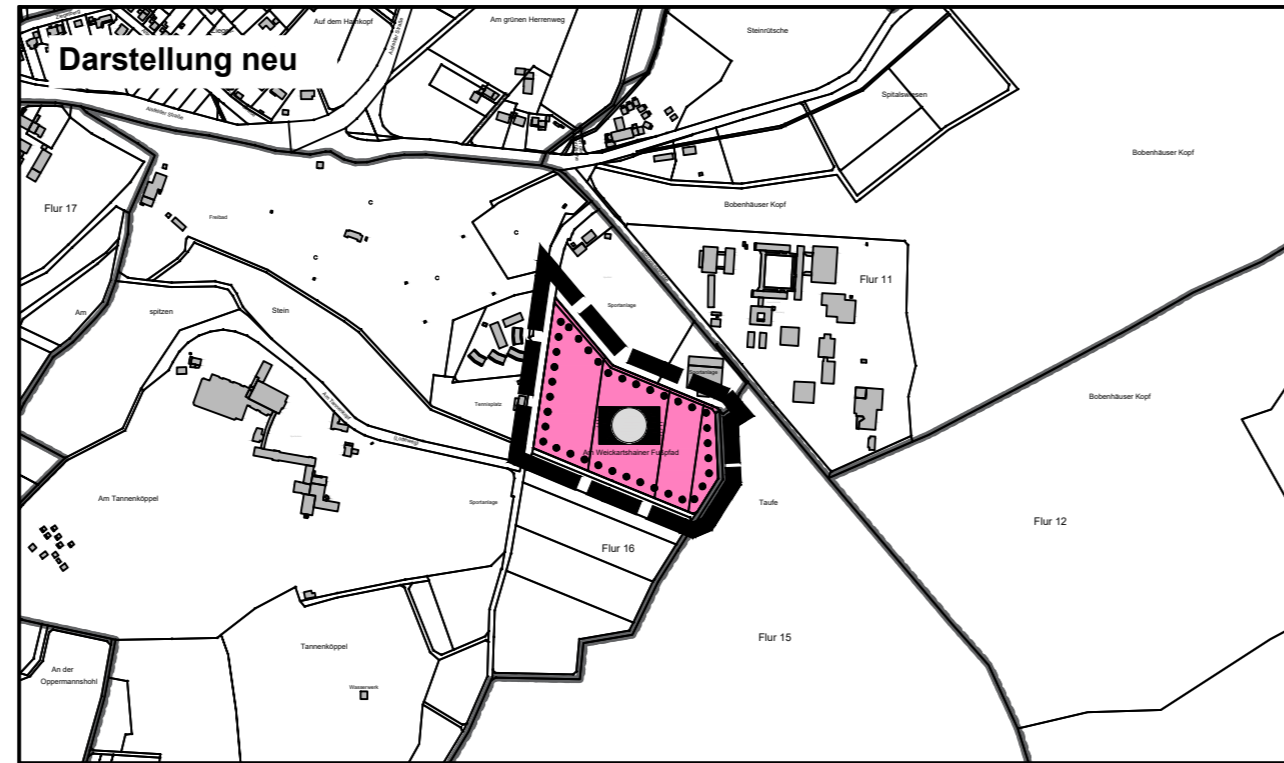 Darstellung neu
Auf dem Hainkopf
Am grünen Herrenweg
Steinrütsche
Spitalswiesen
Bobenhäuser Kopf
Flur 17
Bobenhäuser Kopf
Freibad
C
C
C
C
Flur 11
Am
spitzen
Stein
Sportanlage
Sportanlage
Tennisplatz
Bobenhäuser Kopf
Am Weickartshainer Fußpfad
Am Tannenköppel
Sportanlage
Taufe
Flur 12
Flur 16
Flur 15
Tannenköppel
An der
Oppermannshohl
Wasserwerk